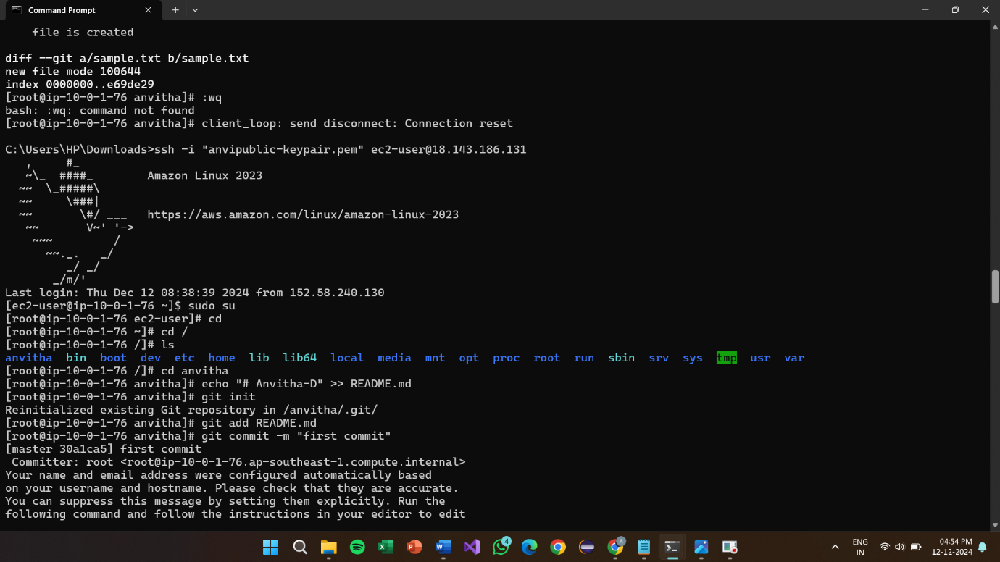 Command Prompt
file is created
diff --git a/sample.txt b/sample.txt
new file mode 100644
index 0000000..e69de29
[root@ip-10-0-1-76 anvitha]# :wq
bash: :wq: command not found
[root@ip-10-0-1-76 anvitha]# client_loop: send disconnect: Connection reset
C:\Users\HP\Downloads>ssh -i "anvipublic-keypair.pem" ec2-user@18.143.186.131
   ,     #_
   ~\_  ####_        Amazon Linux 2023
  ~~  \_#####\
  ~~     \###|
  ~~       \#/ ___   https://aws.amazon.com/linux/amazon-linux-2023
   ~~       V~' '->
    ~~~         /
      ~~._.   _/
         _/ _/
       _/m/'
Last login: Thu Dec 12 08:38:39 2024 from 152.58.240.130
[ec2-user@ip-10-0-1-76 ~]$ sudo su
[root@ip-10-0-1-76 ec2-user]# cd
[root@ip-10-0-1-76 ~]# cd /
[root@ip-10-0-1-76 /]# ls
anvitha  bin  boot  dev  etc  home  lib  lib64  local  media  mnt  opt  proc  root  run  sbin  srv  sys  tmp  usr  var
[root@ip-10-0-1-76 /]# cd anvitha
[root@ip-10-0-1-76 anvitha]# echo "# Anvitha-D" >> README.md
[root@ip-10-0-1-76 anvitha]# git init
Reinitialized existing Git repository in /anvitha/.git/
[root@ip-10-0-1-76 anvitha]# git add README.md
[root@ip-10-0-1-76 anvitha]# git commit -m "first commit"
[master 30a1ca5] first commit
 Committer: root <root@ip-10-0-1-76.ap-southeast-1.compute.internal>
Your name and email address were configured automatically based
on your username and hostname. Please check that they are accurate.
You can suppress this message by setting them explicitly. Run the
following command and follow the instructions in your editor to edit
4
A
ENG
IN
04:54 PM
12-12-2024